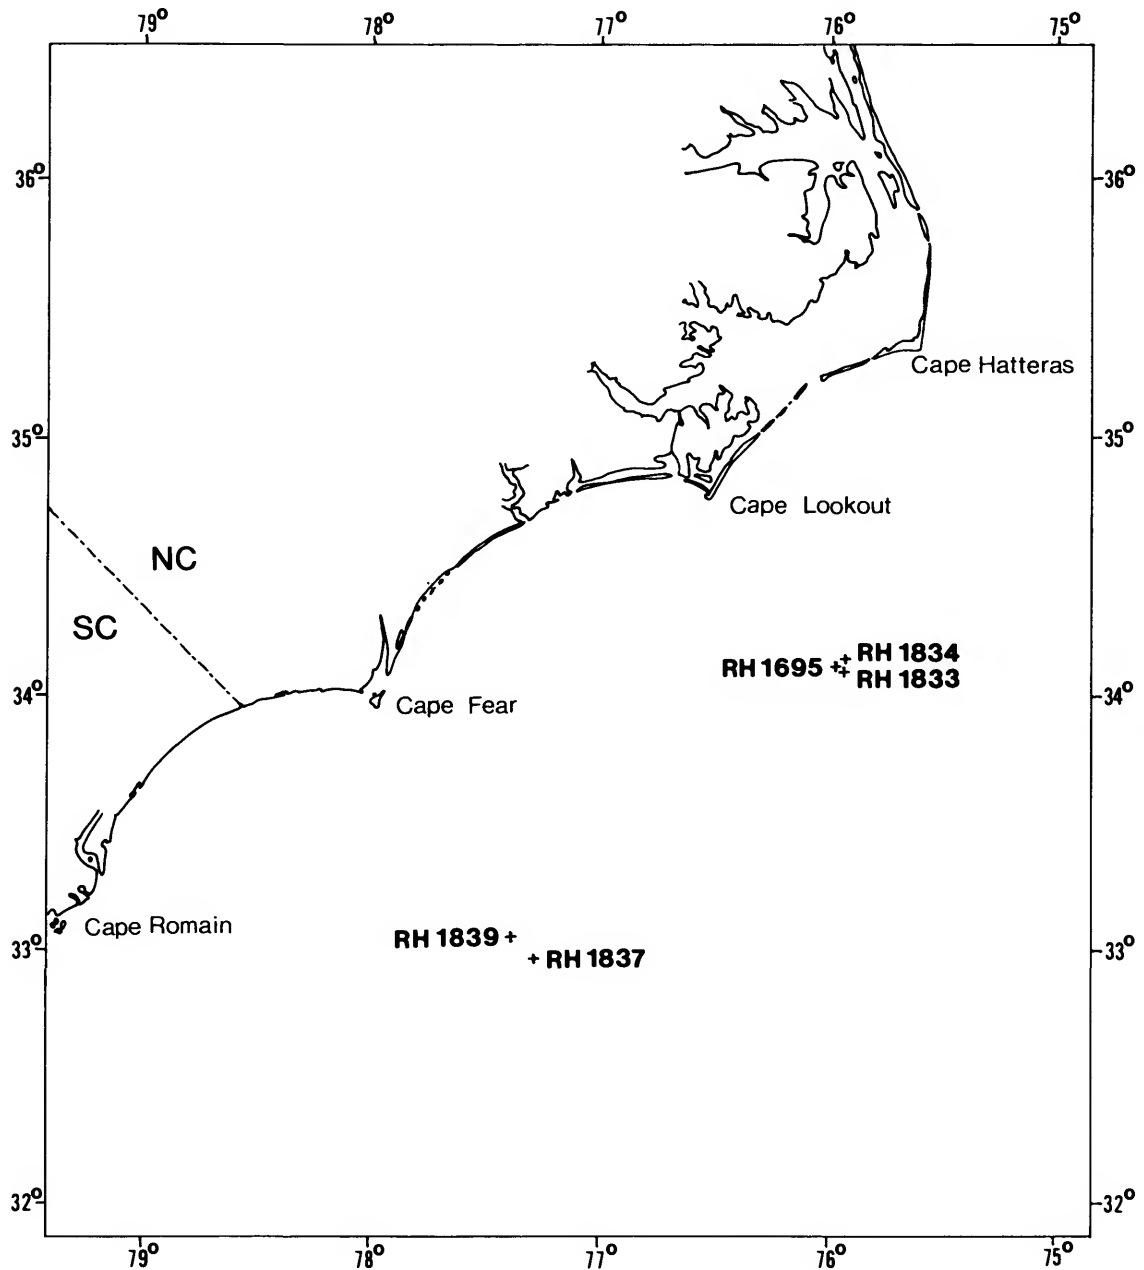 79° 78° 77° 76° 75°
36° 36°
Cape Hatteras
35° 35°
Cape Lookout
NC
SC
RH 1834
RH 1695
RH 1833
34° 34°
Cape Fear
Cape Romain
RH 1839
33° 33°
RH 1837
32° 32°
79° 78° 77° 76° 75°